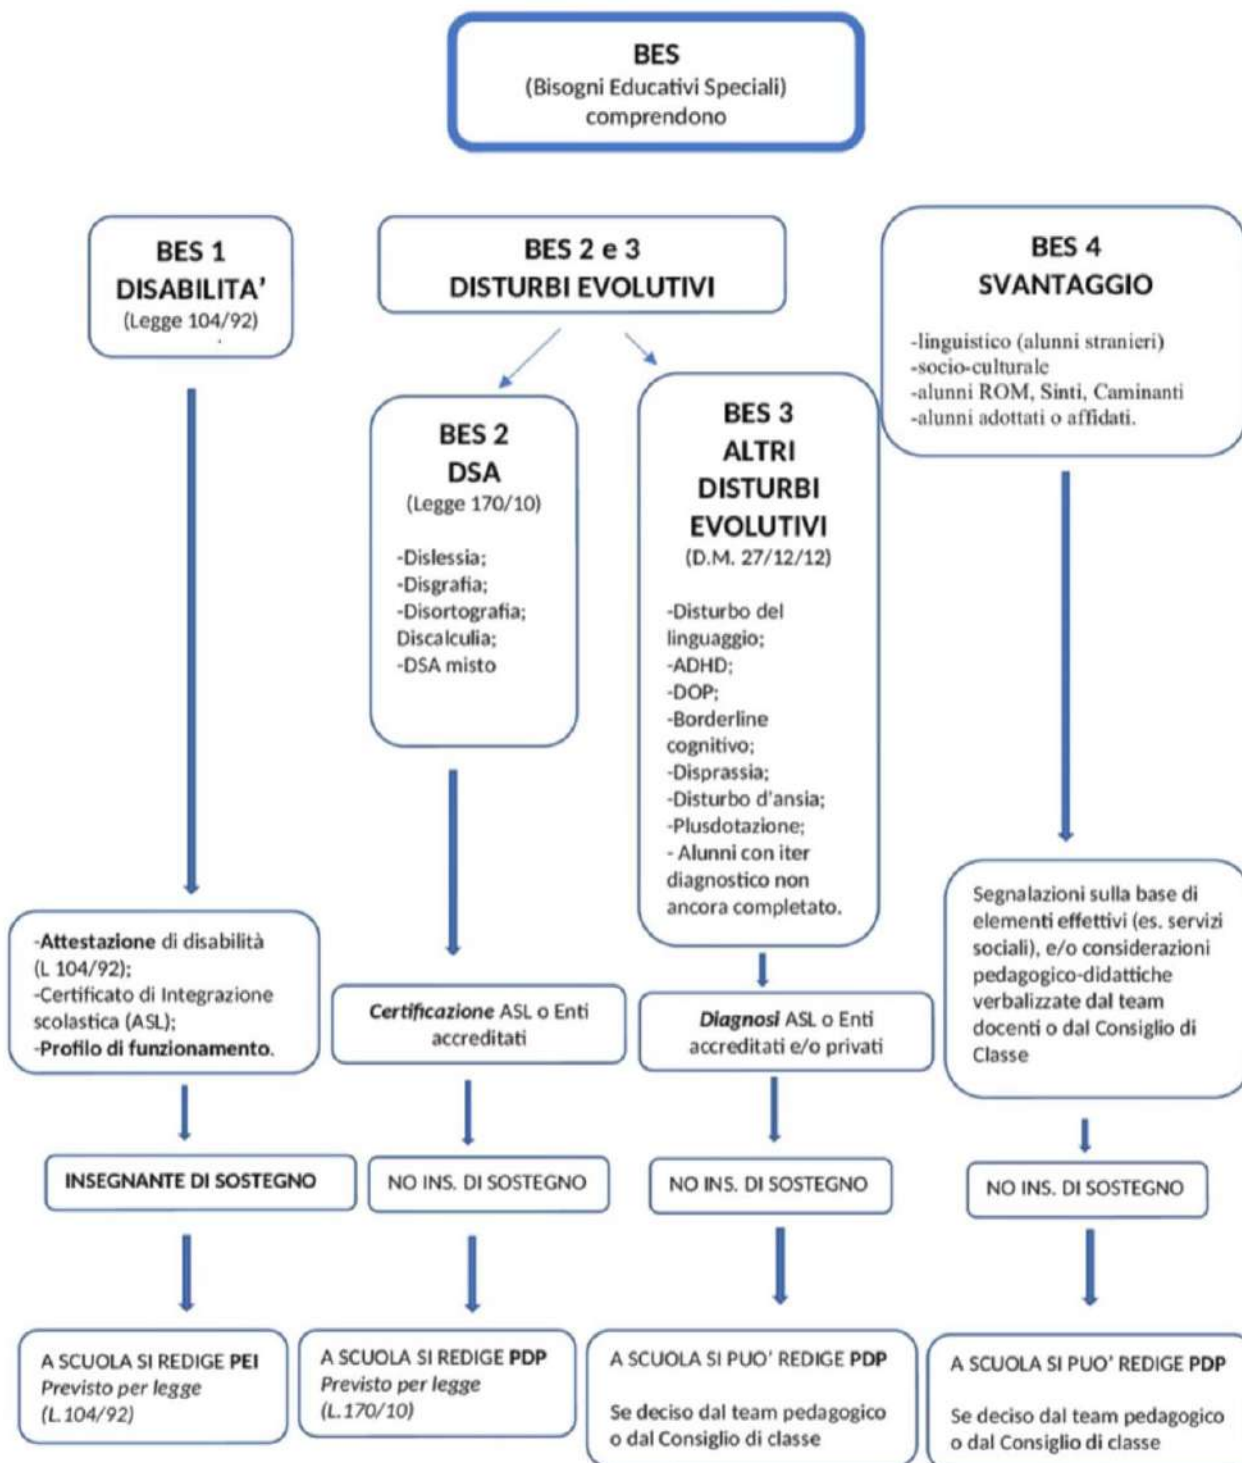 BES
(Bisogni Educativi Speciali)
comprendono
BES 1
DISABILITA’
(Legge 104/92)
BES 2 e 3
DISTURBI EVOLUTIVI
BES 4
SVANTAGGIO
-linguistico (alunni stranieri)
-socio-culturale
-alunni ROM, Sinti, Caminanti
-alunni adottati o affidati.
BES 2
DSA
(Legge 170/10)
-Dislessia;
-Disgrafia;
-Disortografia;
Discalculia;
-DSA misto
BES 3
ALTRI
DISTURBI
EVOLUTIVI
(D.M. 27/12/12)
-Disturbo del
linguaggio;
-ADHD;
-DOP;
-Borderline
cognitivo;
-Disprassia;
-Disturbo d'ansia;
-Plusdotazione;
- Alunni con iter
diagnostico non
ancora completato.
-Attestazione di disabilità
(L 104/92);
-Certificato di Integrazione
scolastica (ASL);
-Profilo di funzionamento.
Certificazione ASL o Enti
accreditati
Diagnosi ASL o Enti
accreditati e/o privati
Segnalazioni sulla base di
elementi effettivi (es. servizi
sociali), e/o considerazioni
pedagogico-didattiche
verbalizzate dal team
docenti o dal Consiglio di
Classe
INSEGNANTE DI SOSTEGNO
NO INS. DI SOSTEGNO
NO INS. DI SOSTEGNO
NO INS. DI SOSTEGNO
A SCUOLA SI REDIGE PEI
Previsto per legge
(L.104/92)
A SCUOLA SI REDIGE PDP
Previsto per legge
(L.170/10)
A SCUOLA SI PUO’ REDIGE PDP
Se deciso dal team pedagogico
o dal Consiglio di classe
A SCUOLA SI PUO’ REDIGE PDP
Se deciso dal team pedagogico
o dal Consiglio di classe